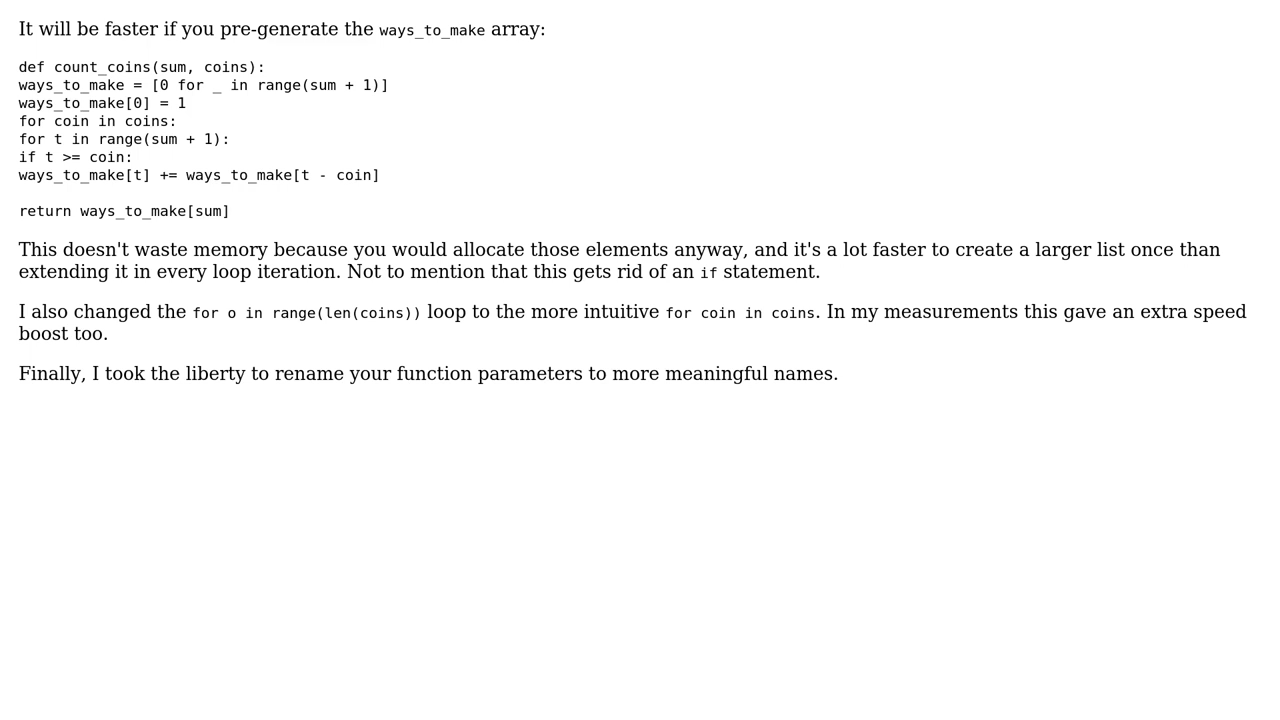 It will be faster if you pre-generate the ways_to_make array:
def count_coins(sum, coins):
ways_to_make = [0 for _ in range(sum + 1)]
ways_to_make[0] = 1
for coin in coins:
for t in range(sum + 1):
if t >= coin:
ways_to_make[t] += ways_to_make[t - coin]
return ways_to_make[sum]
This doesn't waste memory because you would allocate those elements anyway, and it's a lot faster to create a larger list once than
extending it in every loop iteration. Not to mention that this gets rid of an if statement.
I also changed the for o in range(len(coins)) loop to the more intuitive for coin in coins. In my measurements this gave an extra speed
boost too.
Finally, I took the liberty to rename your function parameters to more meaningful names.